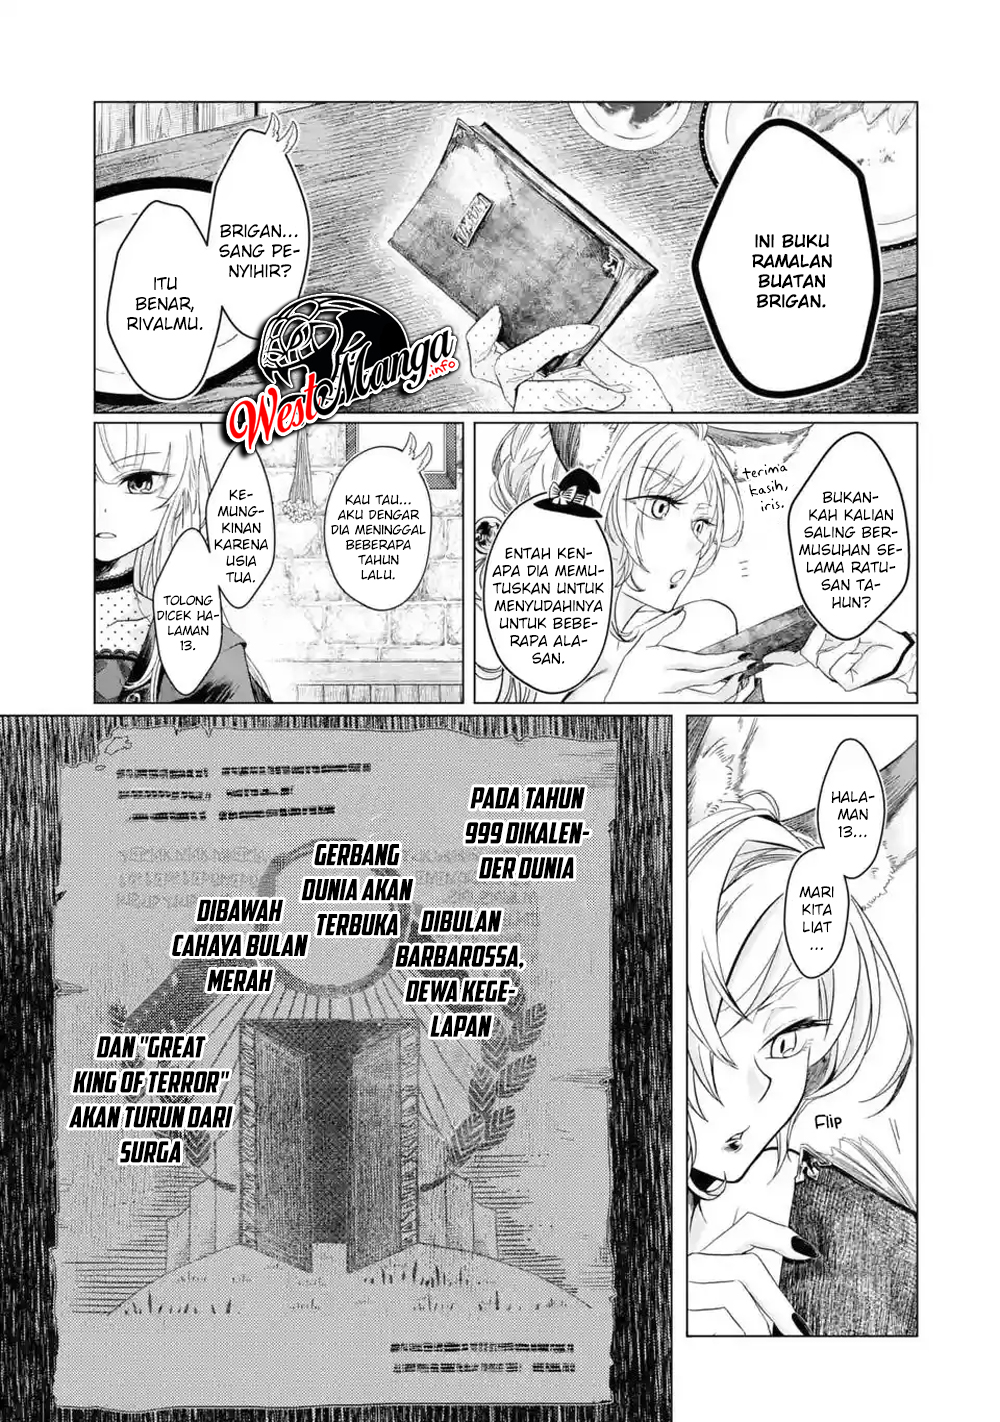 INI BUKU
RAMALAN
BUATAN
BRIGAN.
BRIGAN...
SANG PE-
NYIHIR?
ITU
BENAR,
RIVALMU.
WestManga
.info
BUKAN-
KAH KALIAN
SALING BER-
MUSUHAN SE-
LAMA RATU-
SAN TA-
HUN?
terima
kasih,
iris.
ENTAH KEN-
APA DIA MEMU-
TUSKAN UNTUK
MENYUDAHINYA
UNTUK BEBE-
RAPA ALA-
SAN.
KAU TAU...
AKU DENGAR
DIA MENINGGAL
BEBERAPA
TAHUN
LALU.
KE-
MUNG-
KINAN
KARENA
USIA
TUA.
TOLONG
DICEK HA-
LAMAN
13.
HALA-
MAN
13...
MARI
KITA
LIAT
...
Flip
PADA TAHUN
999 DIKALEN-
DER DUNIA
DIBULAN
BARBAROSSA,
DEWA KEGE-
LAPAN
GERBANG
DUNIA AKAN
TERBUKA
DIBAWAH
CAHAYA BULAN
MERAH
DAN "GREAT
KING OF TERROR"
AKAN TURUN DARI
SURGA